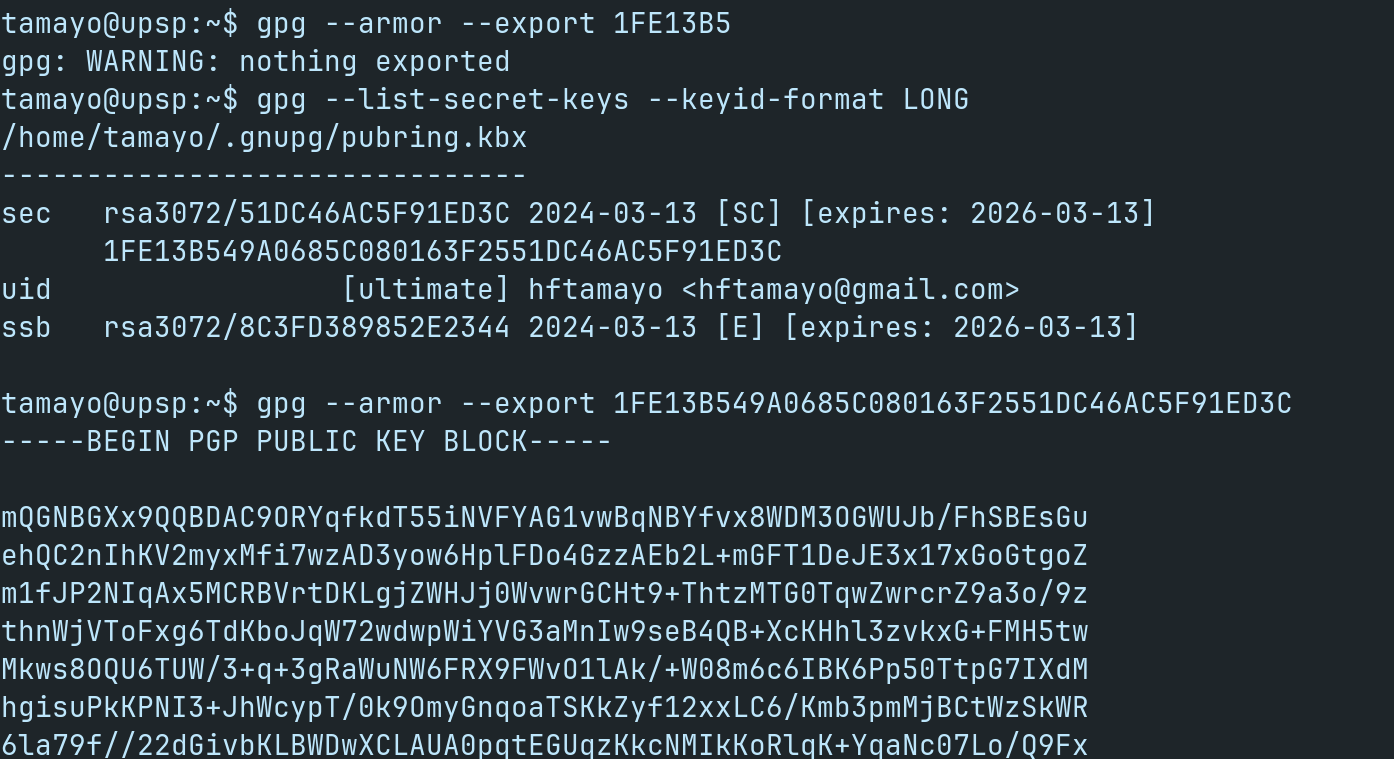 tamayo@upsp:~$ gpg --armor --export 1FE13B5
gpg: WARNING: nothing exported
tamayo@upsp:~$ gpg --list-secret-keys --keyid-format LONG
/home/tamayo/.gnupg/pubring.kbx
-------------------------------
sec   rsa3072/51DC46AC5F91ED3C 2024-03-13 [SC] [expires: 2026-03-13]
      1FE13B549A0685C080163F2551DC46AC5F91ED3C
uid                 [ultimate] hftamayo <hftamayo@gmail.com>
ssb   rsa3072/8C3FD389852E2344 2024-03-13 [E] [expires: 2026-03-13]
tamayo@upsp:~$ gpg --armor --export 1FE13B549A0685C080163F2551DC46AC5F91ED3C
-----BEGIN PGP PUBLIC KEY BLOCK-----
mQGNBGXx9QQBDAC9ORYqfkdT55iNVFYAG1vwBqNBYfvx8WDM3OGWUJb/FhSBEsGu
ehQC2nIhKV2myxMfi7wzAD3yow6HplFDo4GzzAEb2L+mGFT1DeJE3x17xGoGtgoZ
m1fJP2NIqAx5MCRBVrtDKLgjZWHJj0WvwrGCHt9+ThtzMTG0TqwZwrcrZ9a3o/9z
thnWjVToFxg6TdKboJqW72wdwpWiYVG3aMnIw9seB4QB+XcKHhl3zvkxG+FMH5tw
Mkws8OQU6TUW/3+q+3gRaWuNW6FRX9FWvO1lAk/+W08m6c6IBK6Pp50TtpG7IXdM
hgisuPkKPNI3+JhWcypT/0k9OmyGnqoaTSKkZyf12xxLC6/Kmb3pmMjBCtWzSkWR
6la79f//22dGivbKLBWDwXCLAUA0pqtEGUqzKkcNMIkKoRlqK+YqaNc07Lo/Q9Fx